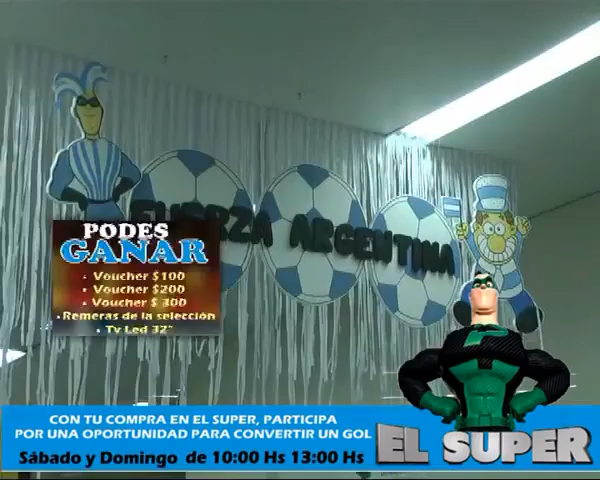 FUERZA ARGENTINA
PODES
GANAR
• Voucher $100
• Voucher $200
• Voucher $ 300
• Remeras de la selección
• Tv Led 32"
CON TU COMPRA EN EL SUPER, PARTICIPA
POR UNA OPORTUNIDAD PARA CONVERTIR UN GOL
Sábado y Domingo de 10:00 Hs 13:00 Hs
EL SUPER